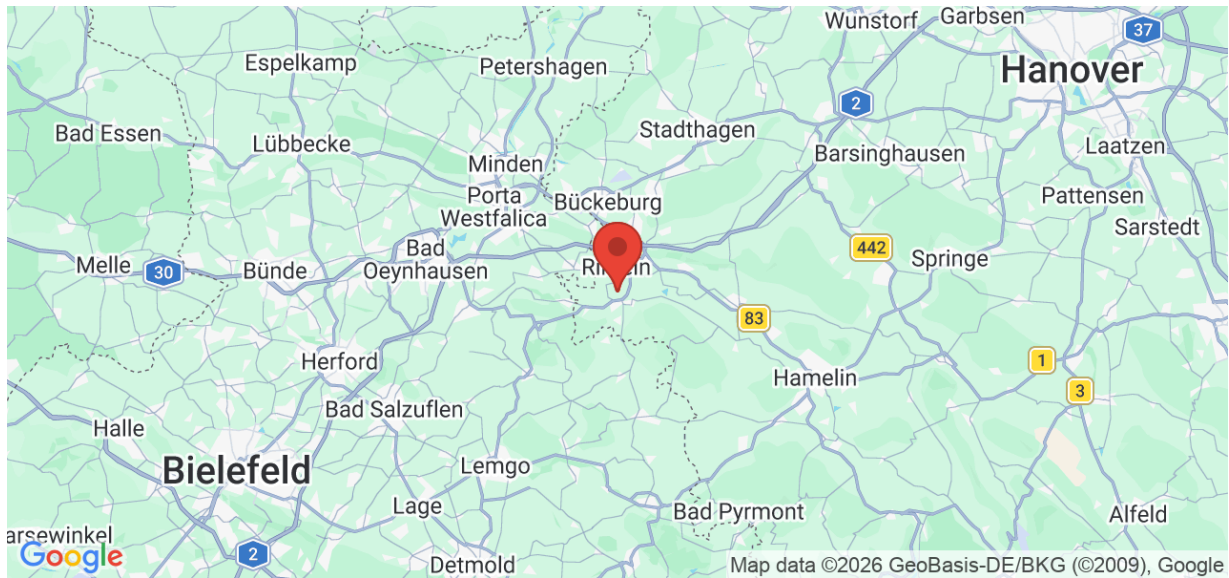 Wunstorf
Garbsen
37
Espelkamp
Petershagen
Hanover
2
Bad Essen
Stadthagen
Lübbecke
Minden
Barsinghausen
Laatzen
Porta
Westfalica
Bückeburg
Pattensen
Sarstedt
442
Melle
30
Bünde
Bad
Oeynhausen
Springe
83
Herford
Hamelin
1
3
Bad Salzuflen
Halle
Bielefeld
Lemgo
Lage
Bad Pyrmont
Alfeld
arsewinkel
Google
2
Detmold
Map data ©2026 GeoBasis-DE/BKG (©2009), Google